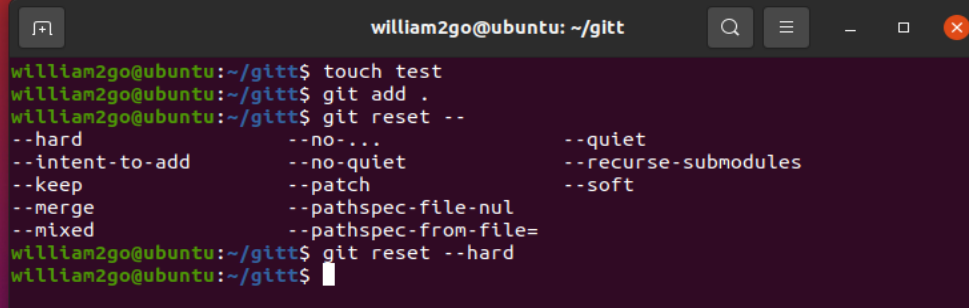 william2go@ubuntu: ~/gitt
william2go@ubuntu:~/gitt$ touch test
william2go@ubuntu:~/gitt$ git add .
william2go@ubuntu:~/gitt$ git reset --
--hard --no-... --quiet
--intent-to-add --no-quiet --recurse-submodules
--keep --patch --soft
--merge --pathspec-file-nul
--mixed --pathspec-from-file=
william2go@ubuntu:~/gitt$ git reset --hard
william2go@ubuntu:~/gitt$